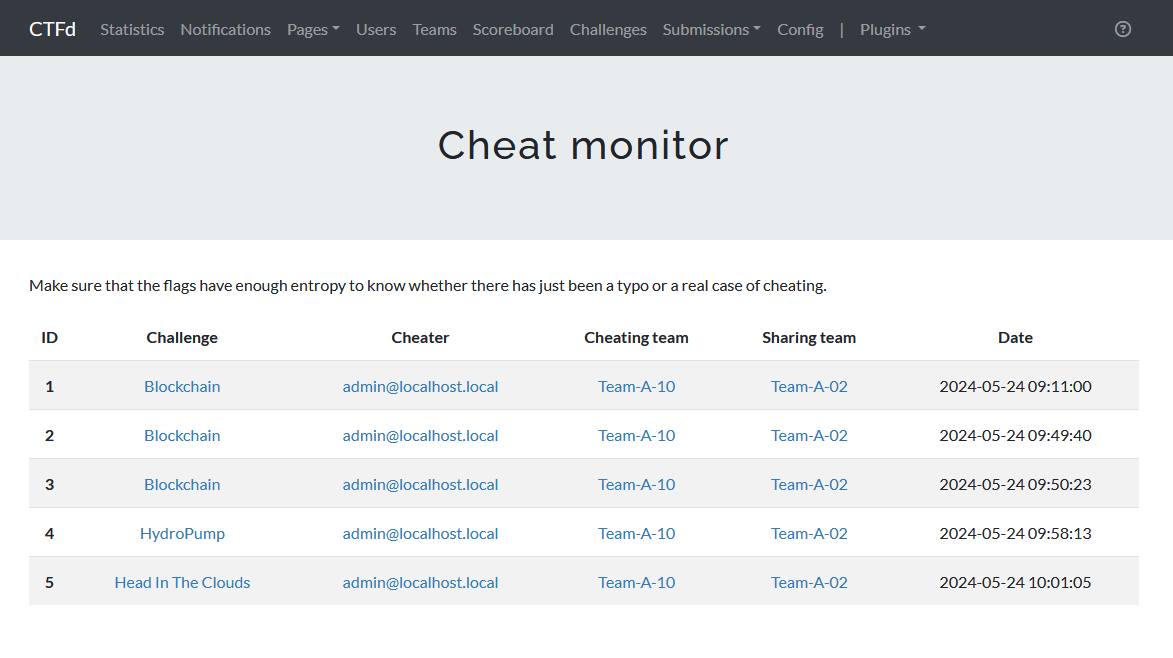 CTFd Statistics Notifications Pages Users Teams Scoreboard Challenges Submissions Config | Plugins ?
Cheat monitor
Make sure that the flags have enough entropy to know whether there has just been a typo or a real case of cheating.
ID Challenge Cheater Cheating team Sharing team Date
1 Blockchain admin@localhost.local Team-A-10 Team-A-02 2024-05-24 09:11:00
2 Blockchain admin@localhost.local Team-A-10 Team-A-02 2024-05-24 09:49:40
3 Blockchain admin@localhost.local Team-A-10 Team-A-02 2024-05-24 09:50:23
4 HydroPump admin@localhost.local Team-A-10 Team-A-02 2024-05-24 09:58:13
5 Head In The Clouds admin@localhost.local Team-A-10 Team-A-02 2024-05-24 10:01:05